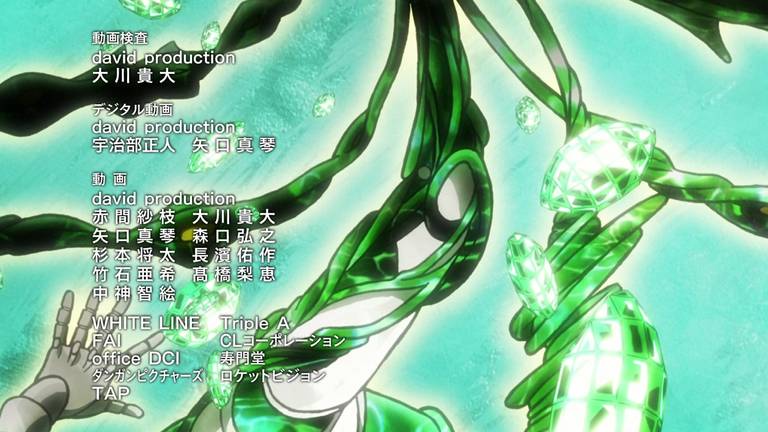 動画検査
david production
大川貴大
デジタル動画
david production
宇治部正人 矢口真琴
動画
david production
赤間紗枝 大川貴大
矢口真琴 森口弘之
杉本将太 長濱佑作
竹石亜希 髙橋梨恵
中神智絵
WHITE LINE Triple A
FAI CLコーポレーション
office DCI 寿門堂
ダンガンピクチャーズ ロケットビジョン
TAP